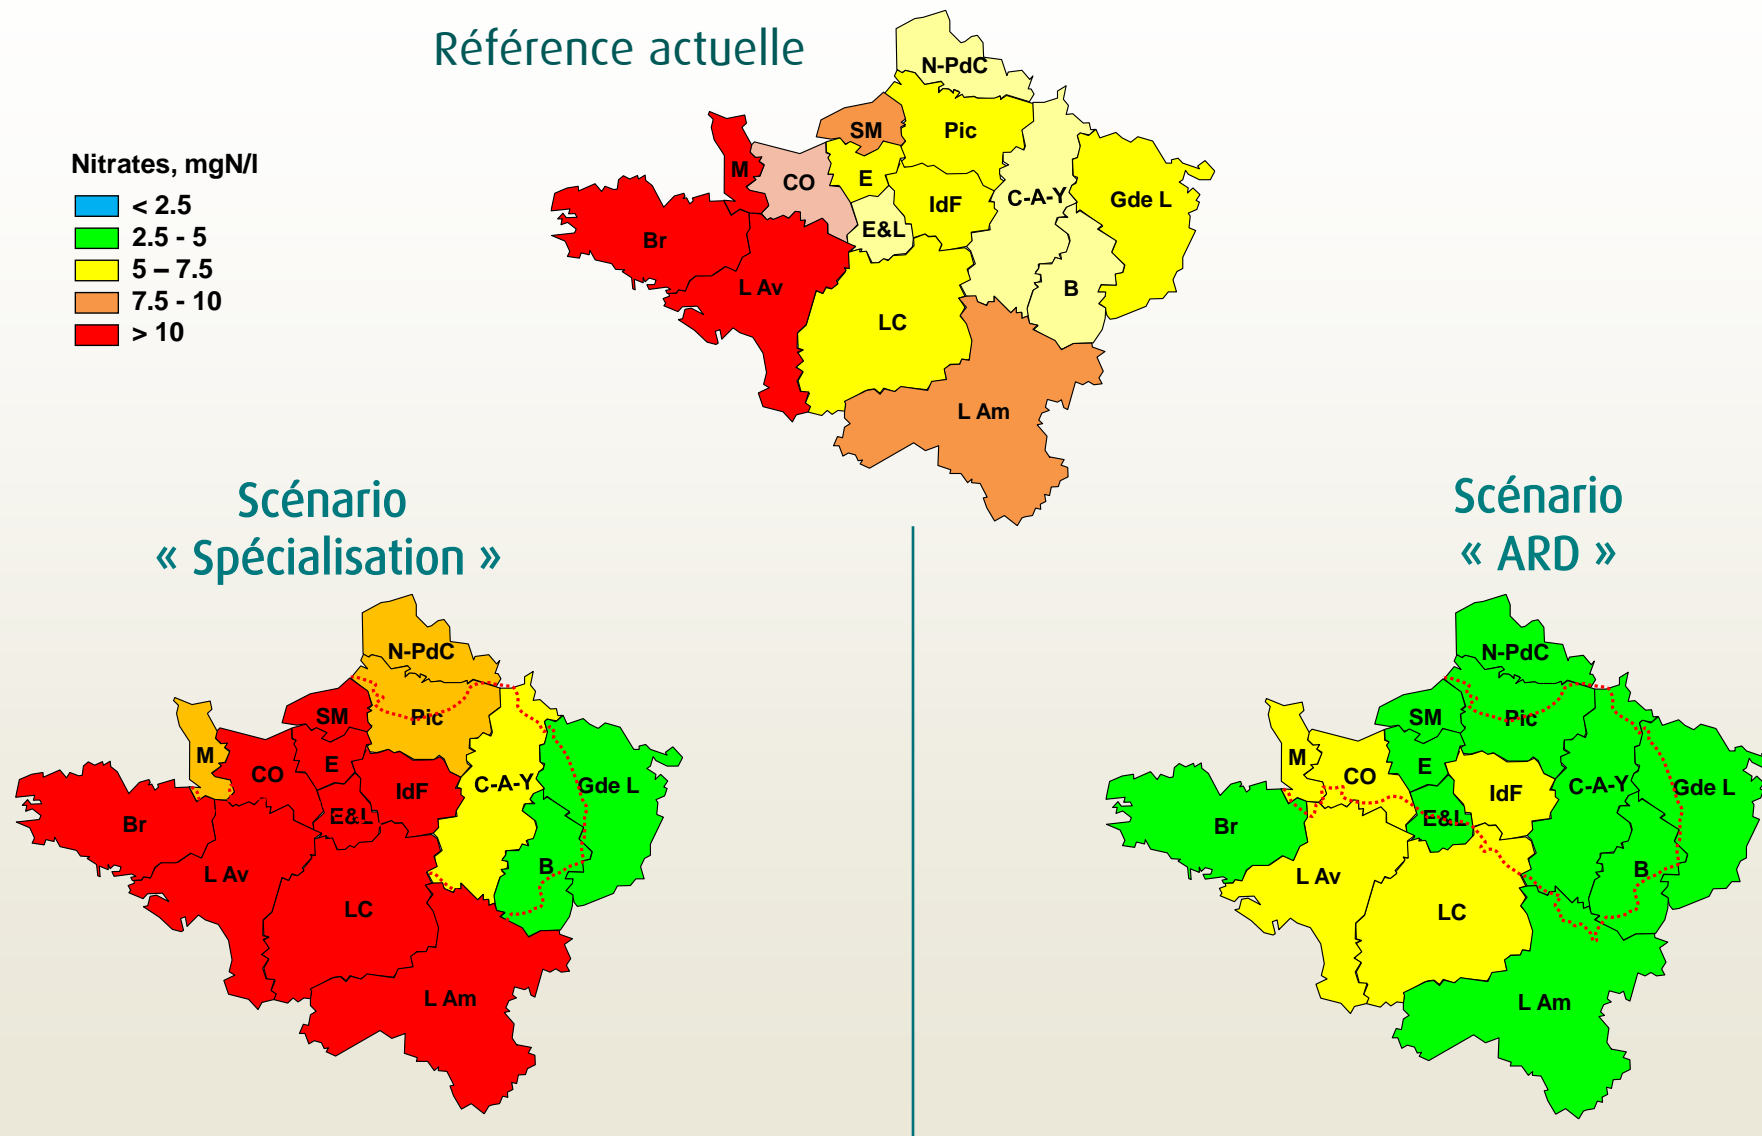 Référence actuelle
Nitrates, mgN/l
< 2.5
2.5 - 5
5 – 7.5
7.5 - 10
> 10
N-PdC
SM
Pic
M
CO
E
C-A-Y
Gde L
IdF
E&L
Br
L Av
B
LC
L Am
Scénario
« Spécialisation »
N-PdC
SM
Pic
M
CO
E
C-A-Y
Gde L
IdF
E&L
Br
L Av
B
LC
L Am
Scénario
« ARD »
N-PdC
SM
Pic
M
CO
E
C-A-Y
Gde L
IdF
E&L
Br
L Av
B
LC
L Am